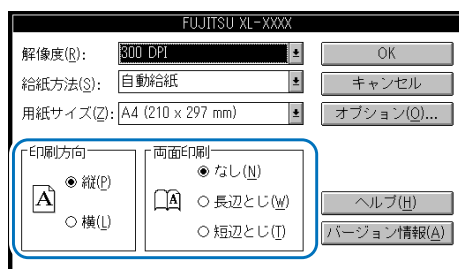 FUJITSU XL-XXXX
解像度(R): 300 DPI OK
給紙方法(S): 自動給紙 キャンセル
用紙サイズ(Z): A4 (210 x 297 mm) オプション(O)...
印刷方向 両面印刷
縦(P) なし(N)
A A 長辺とじ(W) ヘルプ(H)
横(L) 短辺とじ(T) バージョン情報(A)